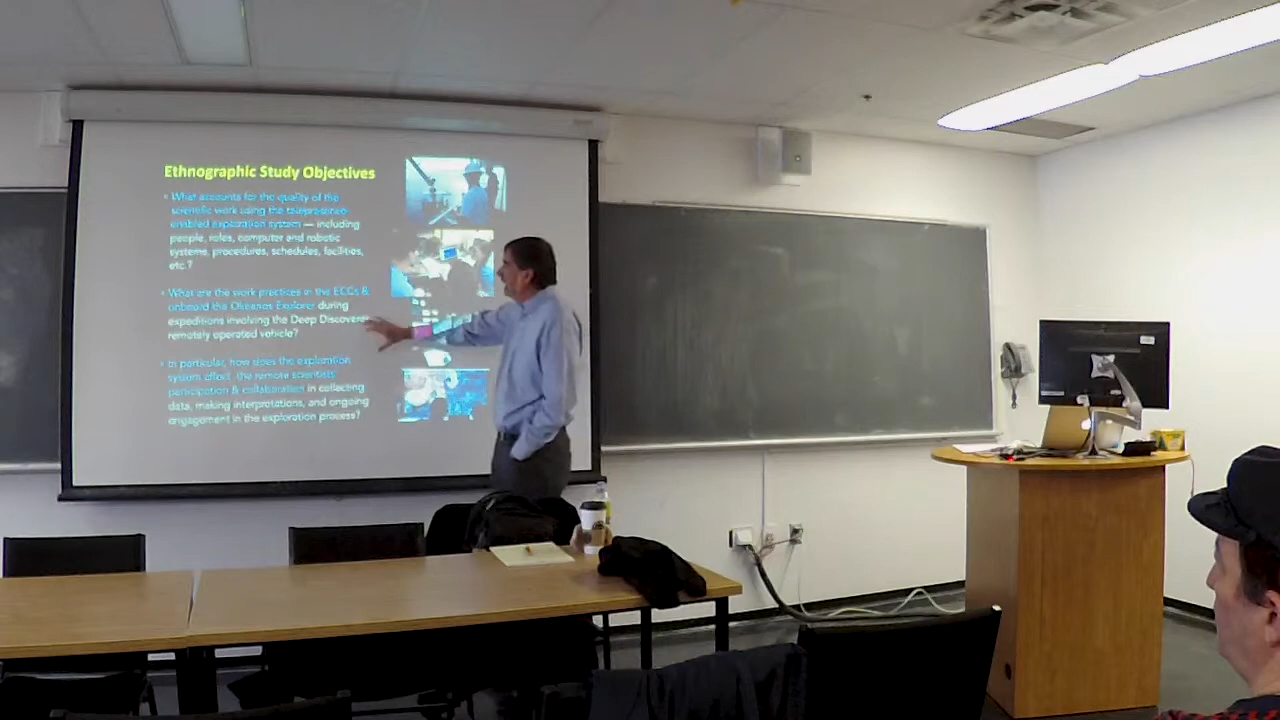 Ethnographic Study Objectives
• What accounts for the quality of the
scientific work using the telepresence-
enabled exploration system — including
people, roles, computer and robotic
systems, procedures, schedules, facilities,
etc.?
• What are the work practices in the ECCs &
onboard the Okeanos Explorer during
expeditions involving the Deep Discoverer
remotely operated vehicle?
• In particular, how does the exploration
system affect the remote scientists'
participation & collaboration in collecting
data, making interpretations, and ongoing
engagement in the exploration process?